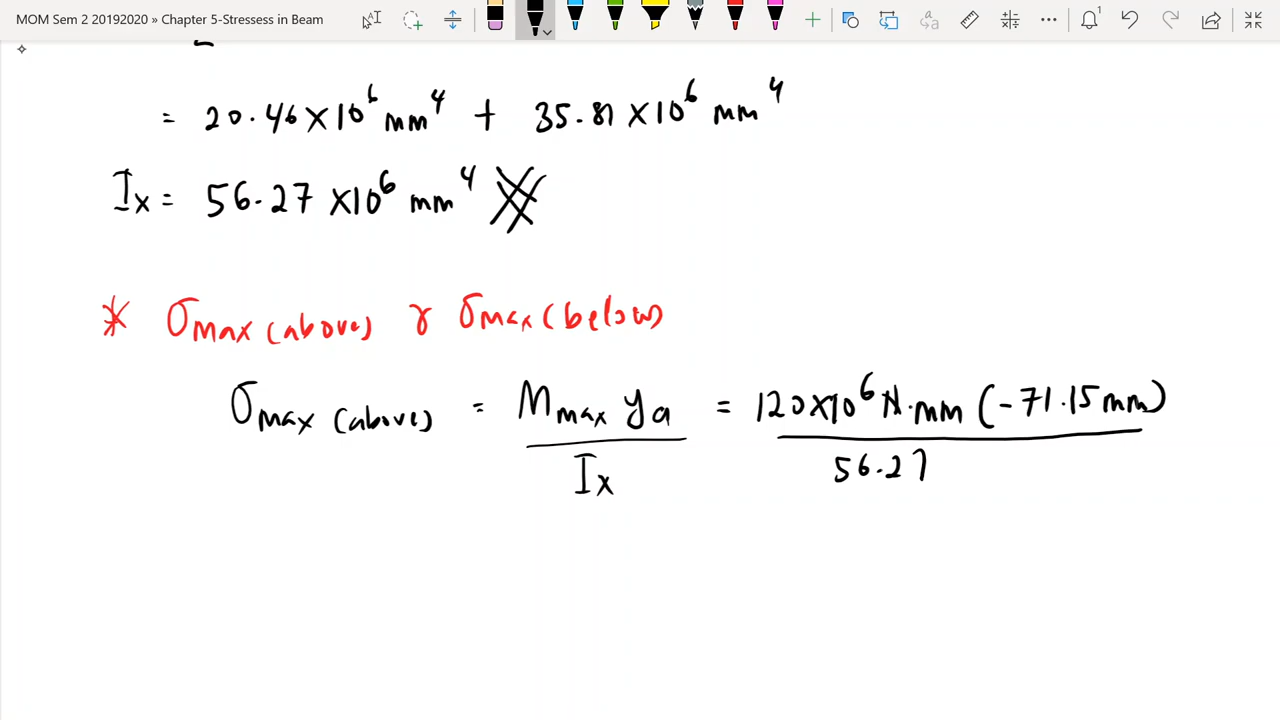 MOM Sem 2 20192020 » Chapter 5-Stressess in Beam
= 20.46 × 10⁶ mm⁴ + 35.81 × 10⁶ mm⁴
Iₓ = 56.27 × 10⁶ mm⁴
* σmax (above) & σmax (below)
σmax (above) = Mmax ya / Ix = 120×10⁶ N·mm (-71.15 mm) / 56.27